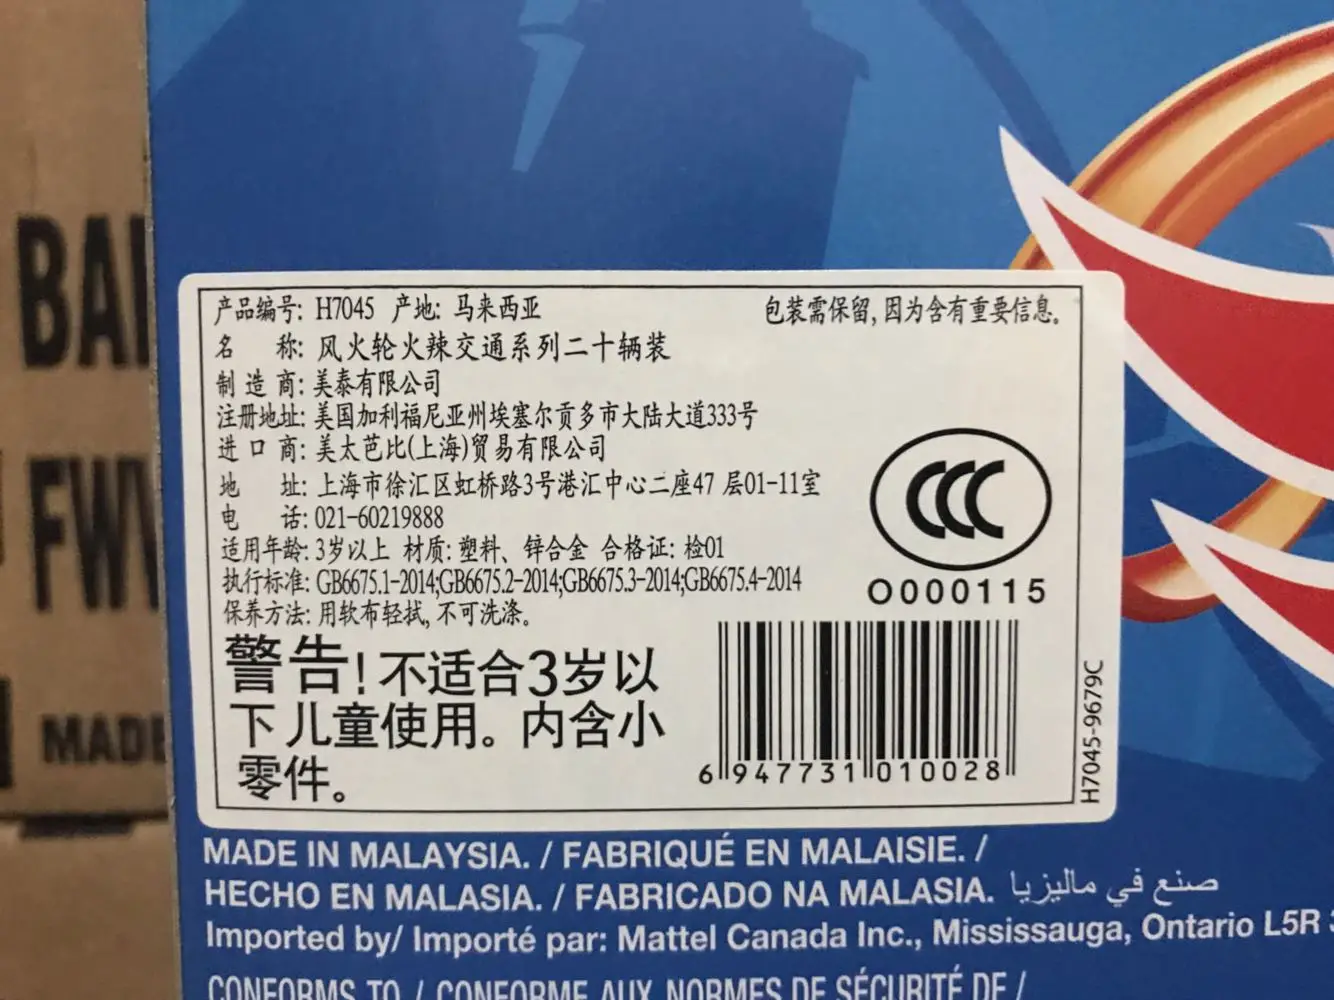 BA
FW
MADE
产品编号: H7045 产地: 马来西亚 包装需保留, 因为含有重要信息。
名 称: 风火轮火辣交通系列二十辆装
制 造 商: 美泰有限公司
注册地址: 美国加利福尼亚州埃塞尔贡多市大陆大道333号
进 口 商: 美太芭比(上海)贸易有限公司
地 址: 上海市徐汇区虹桥路3号港汇中心二座47 层01-11室
电 话: 021-60219888
适用年龄: 3岁以上 材质: 塑料、锌合金 合格证: 检01
执行标准: GB6675.1-2014;GB6675.2-2014;GB6675.3-2014;GB6675.4-2014
保养方法: 用软布轻拭, 不可洗涤。
CCC
O000115
警告! 不适合3岁以
下儿童使用。内含小
零件。
6 947731 010028
H7045-9679C
MADE IN MALAYSIA. / FABRIQUÉ EN MALAISIE. /
HECHO EN MALASIA. / FABRICADO NA MALASIA. صنع في ماليزيا
Imported by/ Importé par: Mattel Canada Inc., Mississauga, Ontario L5R
CONFORMS TO / CONFORME AUX NORMES DE SÉCURITÉ DE /